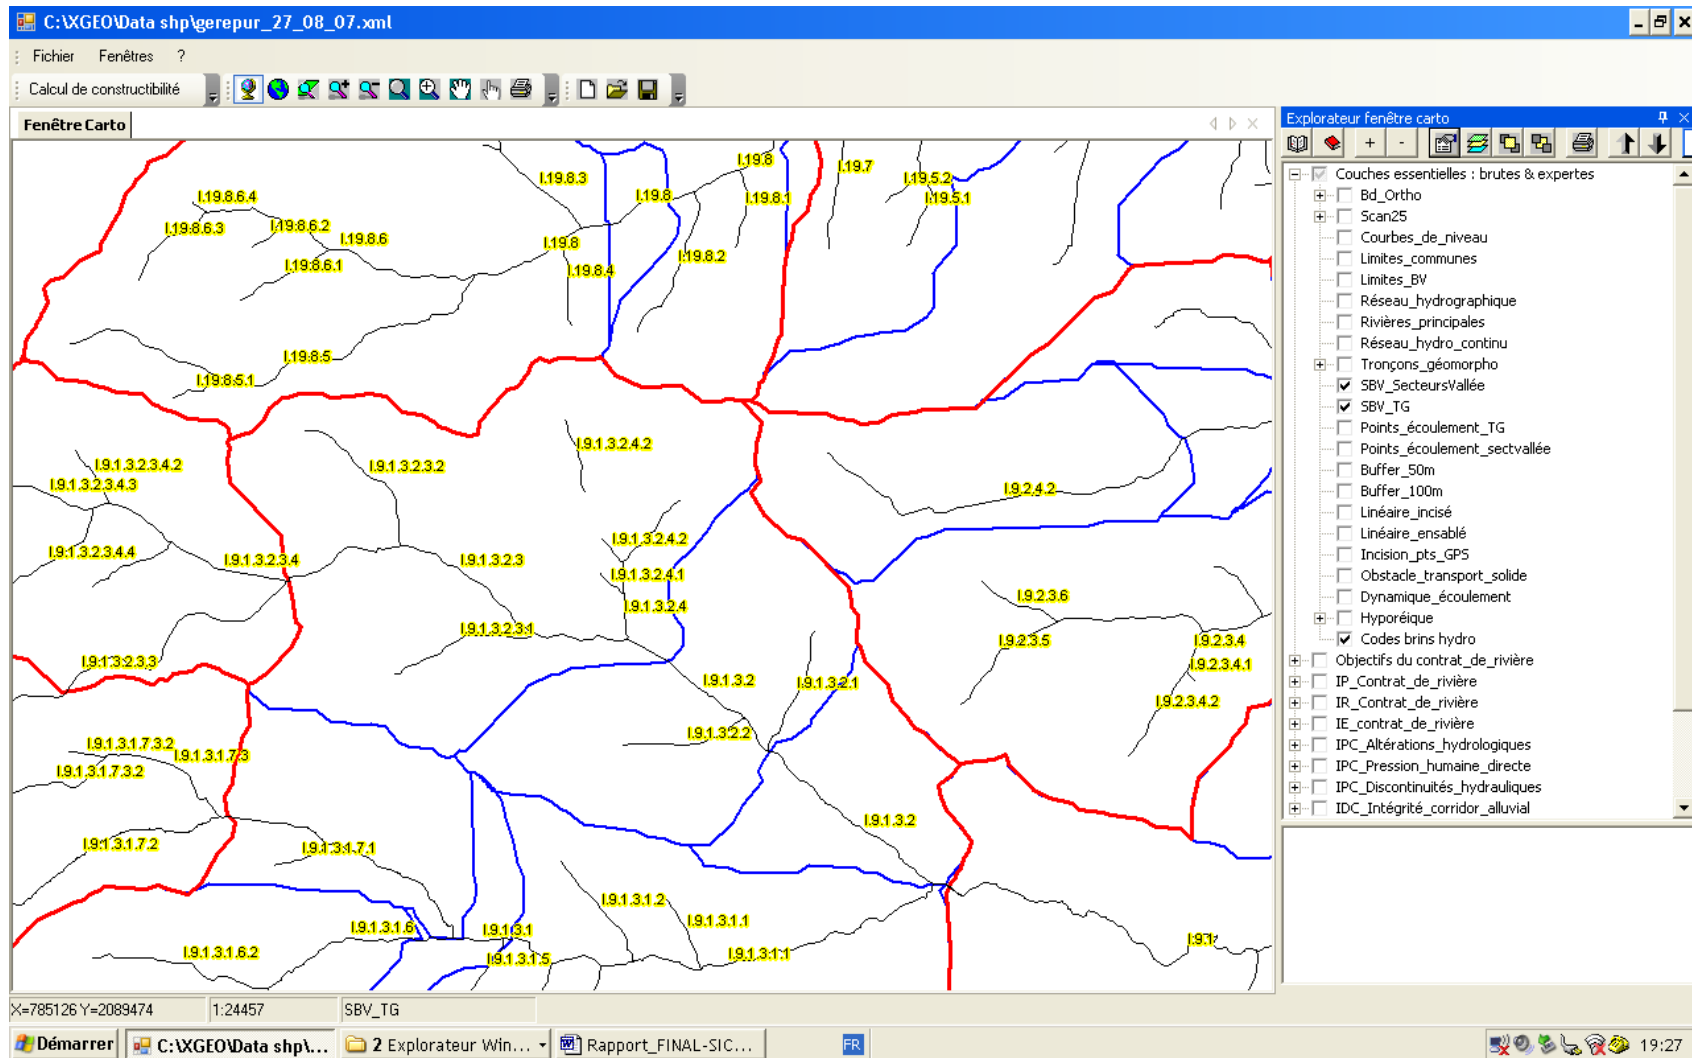 C:\XGEO\Data shp\gerepur_27_08_07.xml
Fichier Fenêtres ?
Calcul de constructibilité
Fenêtre Carto
I.19.8.3
I.19.8
I.19.7
I.19.5.2
I.19.8.6.4
I.19.8
I.19.8.1
I.19.5.1
I.19.8.6.3
I.19.8.6.2
I.19.8.6
I.19.8
I.19.8.6.1
I.19.8.4
I.19.8.2
I.19.8.5
I.19.8.5.1
I.9.1.3.2.4.2
I.9.1.3.2.3.4.2
I.9.1.3.2.3.2
I.9.1.3.2.3.4.3
I.9.2.4.2
I.9.1.3.2.3.4.4
I.9.1.3.2.3.4
I.9.1.3.2.3
I.9.1.3.2.4.2
I.9.1.3.2.4.1
I.9.1.3.2.4
I.9.2.3.6
I.9.1.3.2.3.1
I.9.2.3.5
I.9.2.3.4
I.9.1.3.2.3.3
I.9.1.3.2
I.9.1.3.2.1
I.9.2.3.4.1
I.9.2.3.4.2
I.9.1.3.2.2
I.9.1.3.1.7.3.2
I.9.1.3.1.7.3
I.9.1.3.1.7.3.2
I.9.1.3.2
I.9.1.3.1.7.2
I.9.1.3.1.7.1
I.9.1.3.1.2
I.9.1.3.1.1
I.9.1.3.1.6
I.9.1.3.1
I.9.1
I.9.1.3.1.6.2
I.9.1.3.1.5
I.9.1.3.1.1
Explorateur fenêtre carto
+ -
Couches essentielles : brutes & expertes
Bd_Ortho
Scan25
Courbes_de_niveau
Limites_communes
Limites_BV
Réseau_hydrographique
Rivières_principales
Réseau_hydro_continu
Tronçons_géomorpho
SBV_SecteursVallée
SBV_TG
Points_écoulement_TG
Points_écoulement_sectvallée
Buffer_50m
Buffer_100m
Linéaire_incisé
Linéaire_ensablé
Incision_pts_GPS
Obstacle_transport_solide
Dynamique_écoulement
Hyporéique
Codes brins hydro
Objectifs du contrat_de_rivière
IP_Contrat_de_rivière
IR_Contrat_de_rivière
IE_contrat_de_rivière
IPC_Altérations_hydrologiques
IPC_Pression_humaine_directe
IPC_Discontinuités_hydrauliques
IDC_Intégrité_corridor_alluvial
X=785126 Y=2089474 1:24457 SBV_TG
Démarrer C:\XGEO\Data shp\... 2 Explorateur Win... Rapport_FINAL-SIC... FR 19:27